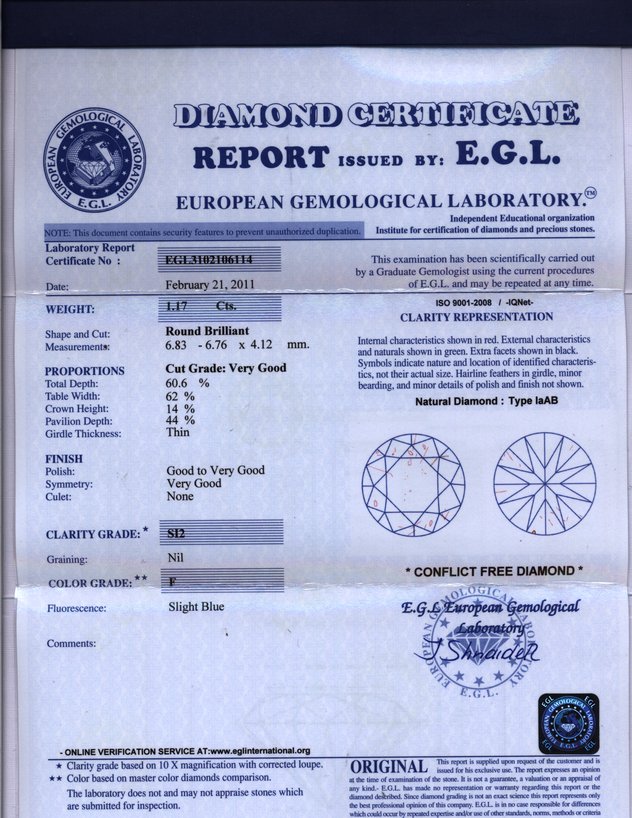 DIAMOND CERTIFICATE
REPORT ISSUED BY: E.G.L.
EUROPEAN GEMOLOGICAL LABORATORY.™
EUROPEAN GEMOLOGICAL LABORATORY
E.G.L.
Independent Educational organization
Institute for certification of diamonds and precious stones.
NOTE: This document contains security features to prevent unauthorized duplication.
Laboratory Report
Certificate No : EGL3102106114
Date: February 21, 2011
This examination has been scientifically carried out
by a Graduate Gemologist using the current procedures
of E.G.L. and may be repeated at any time.
WEIGHT: 1.17 Cts.
Shape and Cut: Round Brilliant
Measurements: 6.83 - 6.76 x 4.12 mm.
PROPORTIONS Cut Grade: Very Good
Total Depth: 60.6 %
Table Width: 62 %
Crown Height: 14 %
Pavilion Depth: 44 %
Girdle Thickness: Thin
FINISH
Polish: Good to Very Good
Symmetry: Very Good
Culet: None
CLARITY GRADE: * SI2
Graining: Nil
COLOR GRADE: ** F
Fluorescence: Slight Blue
Comments:
ISO 9001-2008 / -IQNet-
CLARITY REPRESENTATION
Internal characteristics shown in red. External characteristics
and naturals shown in green. Extra facets shown in black.
Symbols indicate nature and location of identified characteris-
tics, not their actual size. Hairline feathers in girdle, minor
bearding, and minor details of polish and finish not shown.
Natural Diamond : Type IaAB
* CONFLICT FREE DIAMOND *
E.G.L European Gemological
Laboratory
EUROPEAN GEMOLOGICAL LABORATORY
E.G.L.
- ONLINE VERIFICATION SERVICE AT:www.eglinternational.org
* Clarity grade based on 10 X magnification with corrected loupe.
** Color based on master color diamonds comparison.
The laboratory does not and may not appraise stones which
are submitted for inspection.
ORIGINAL This report is supplied upon request of the customer and is
issued for his exclusive use. The report expresses an opinion
at the time of examination of the stone. It is not a guarantee, a valuation or an appraisal of
any kind.- E.G.L. has made no representation or warranty regarding this report or the
diamond described. Since diamond grading is not an exact science this report represents only
the best professional opinion of this company. E.G.L. is in no case responsible for differences
which could occur by repeated expertise and/or use of other standards, norms, methods or criteria